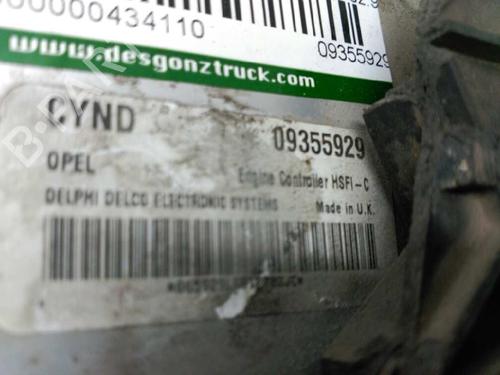 000000434110
09355929
www.desgonztruck.com
CYND
09355929
OPEL
Engine Controller HSFI-C
DELPHI DELCO ELECTRONIC SYSTEMS
Made in U.K.